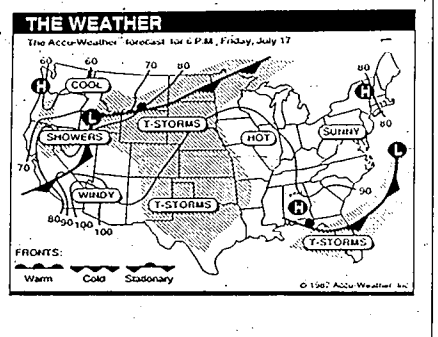 THE WEATHER
The Accu-Weather forecast for 6 P.M., Friday, July 17
60 60 70 80 80
H COOL H
L T-STORMS 80
SHOWERS HOT SUNNY
L
70 WINDY 90
T-STORMS H
80 90 100 100
T-STORMS
FRONTS:
Warm Cold Stationary
© 1987 Accu-Weather, Inc